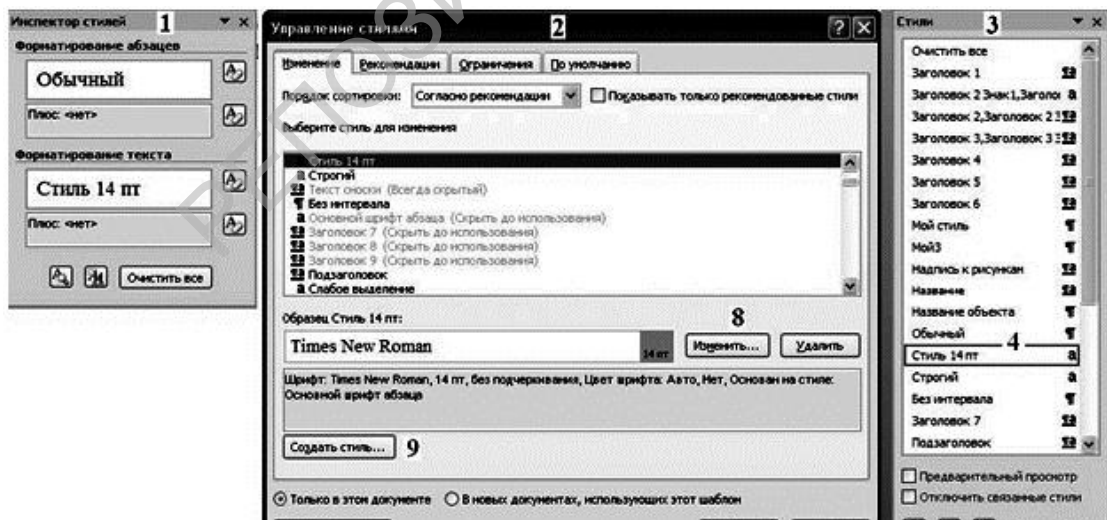 Инспектор стилей 1
Форматирование абзацев
Обычный
Плюс: <нет>
Форматирование текста
Стиль 14 пт
Плюс: <нет>
Очистить все
РЕПОЗИ
Управление стилями 2
Изменение Рекомендации Ограничения По умолчанию
Порядок сортировки: Согласно рекомендации Показывать только рекомендованные стили
Выберите стиль для изменения
Стиль 14 пт
a Строгий
Текст сноски (Всегда скрытый)
¶ Без интервала
a Основной шрифт абзаца (Скрыть до использования)
¶a Заголовок 7 (Скрыть до использования)
¶a Заголовок 8 (Скрыть до использования)
¶a Заголовок 9 (Скрыть до использования)
¶a Подзаголовок
a Слабое выделение
Образец Стиль 14 пт:
8
Times New Roman 14 пт Изменить... Удалить
Шрифт: Times New Roman, 14 пт, без подчеркивания, Цвет шрифта: Авто, Нет, Основан на стиле:
Основной шрифт абзаца
Создать стиль... 9
Только в этом документе В новых документах, использующих этот шаблон
Стили 3
Очистить все
Заголовок 1 ¶a
Заголовок 2 Знак1,Заголо a
Заголовок 2,Заголовок 2 ¶a
Заголовок 3,Заголовок 3 ¶a
Заголовок 4 ¶a
Заголовок 5 ¶a
Заголовок 6 ¶a
Мой стиль ¶
Мой3 ¶
Надпись к рисункам ¶a
Название ¶a
Название объекта ¶
Обычный ¶
Стиль 14 пт 4 a
Строгий a
Без интервала ¶
Заголовок 7 ¶a
Подзаголовок ¶a
Предварительный просмотр
Отключить связанные стили